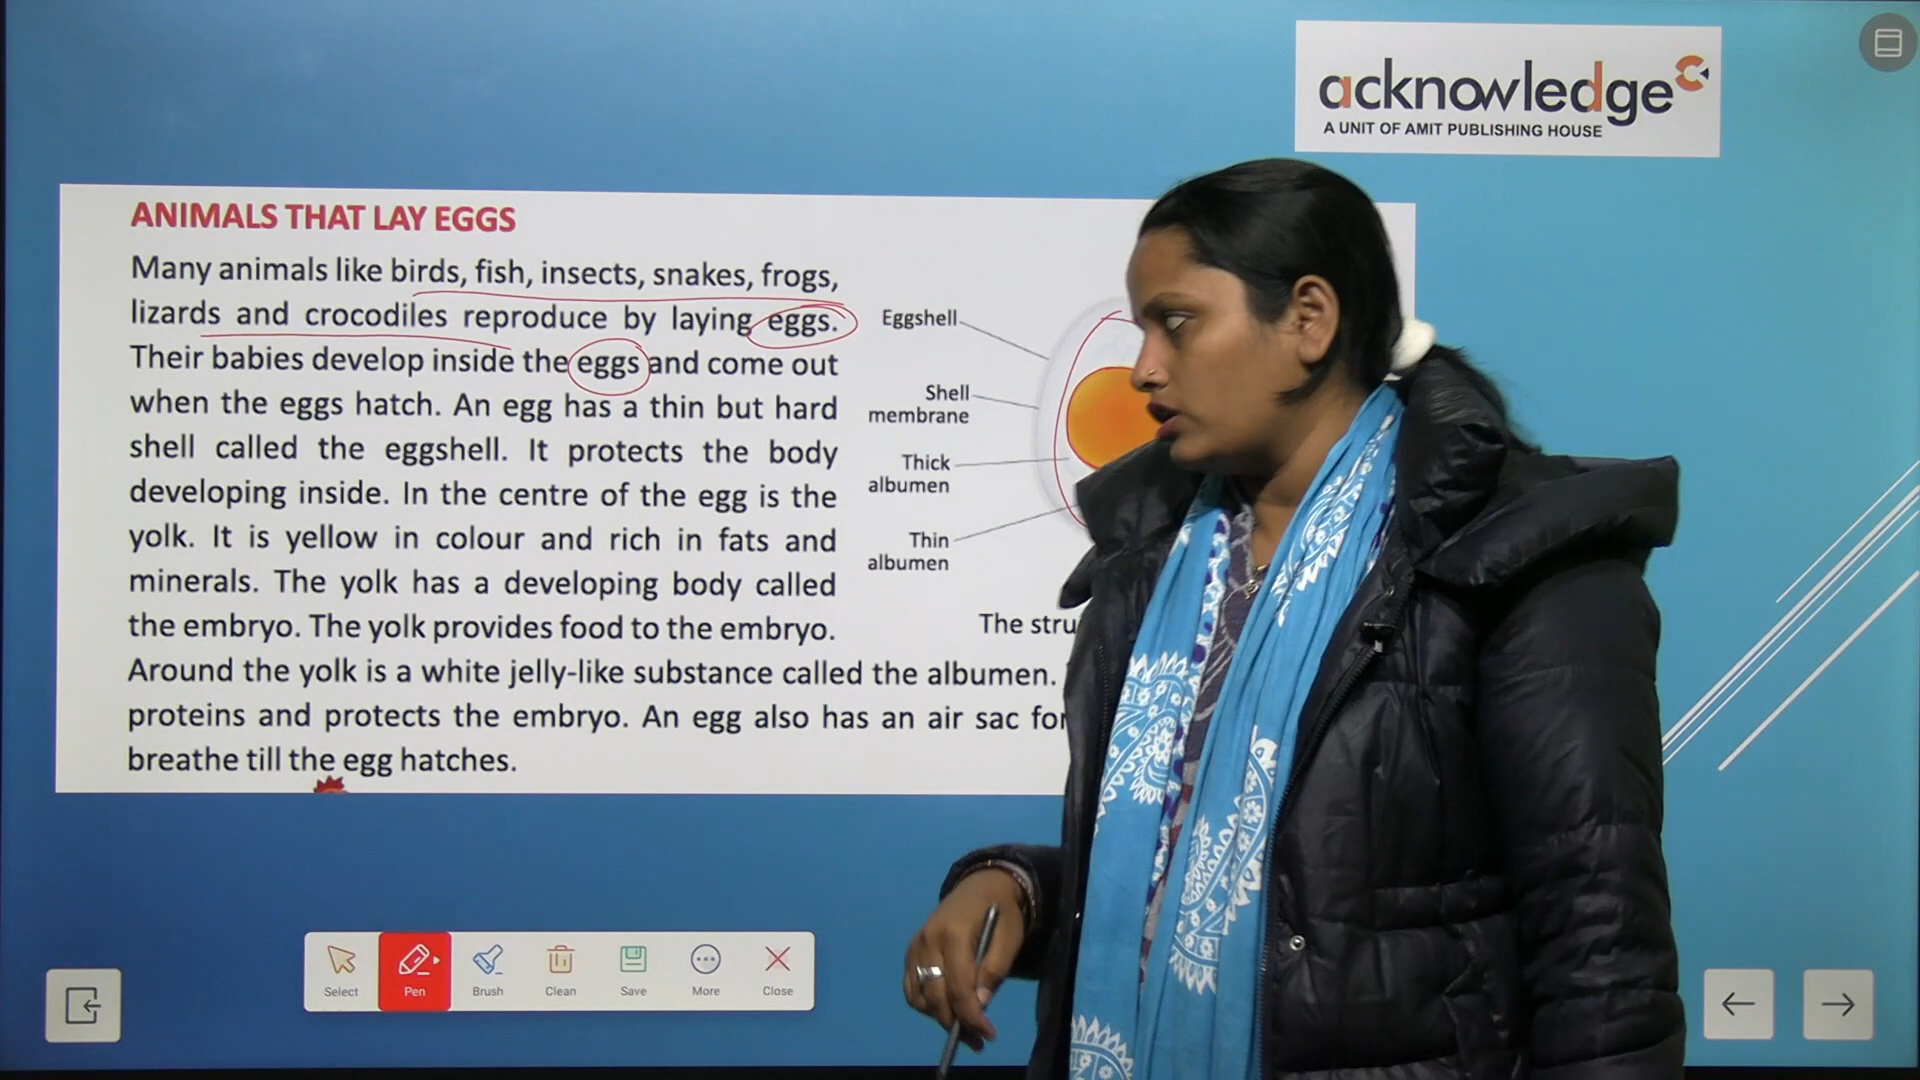 acknowledge
A UNIT OF AMIT PUBLISHING HOUSE
ANIMALS THAT LAY EGGS
Many animals like birds, fish, insects, snakes, frogs,
lizards and crocodiles reproduce by laying eggs.
Their babies develop inside the eggs and come out
when the eggs hatch. An egg has a thin but hard
shell called the eggshell. It protects the body
developing inside. In the centre of the egg is the
yolk. It is yellow in colour and rich in fats and
minerals. The yolk has a developing body called
the embryo. The yolk provides food to the embryo.
Around the yolk is a white jelly-like substance called the albumen.
proteins and protects the embryo. An egg also has an air sac for
breathe till the egg hatches.
Eggshell
Shell
membrane
Thick
albumen
Thin
albumen
The
Select
Pen
Brush
Clean
Save
More
Close